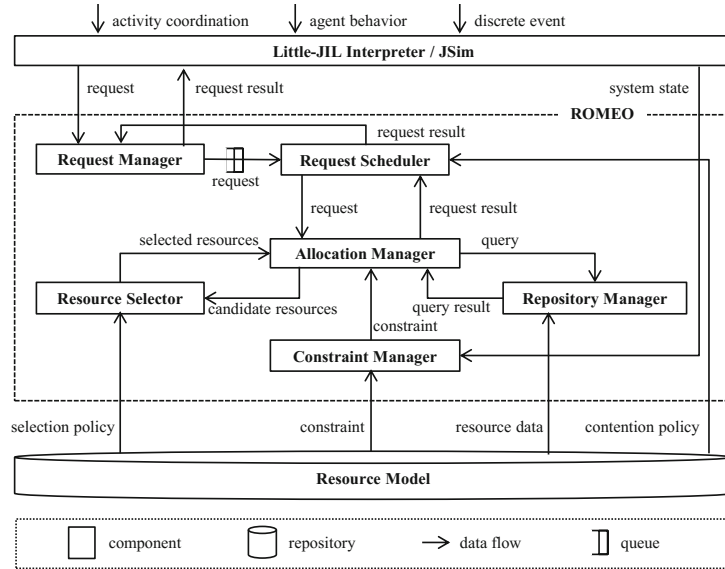 activity coordination agent behavior discrete event
Little-JIL Interpreter / JSim
request request result system state
ROMEO
request result
Request Manager Request Scheduler
request
request request result
selected resources Allocation Manager query
Resource Selector candidate resources query result Repository Manager
constraint
Constraint Manager
selection policy constraint resource data contention policy
Resource Model
component repository data flow queue